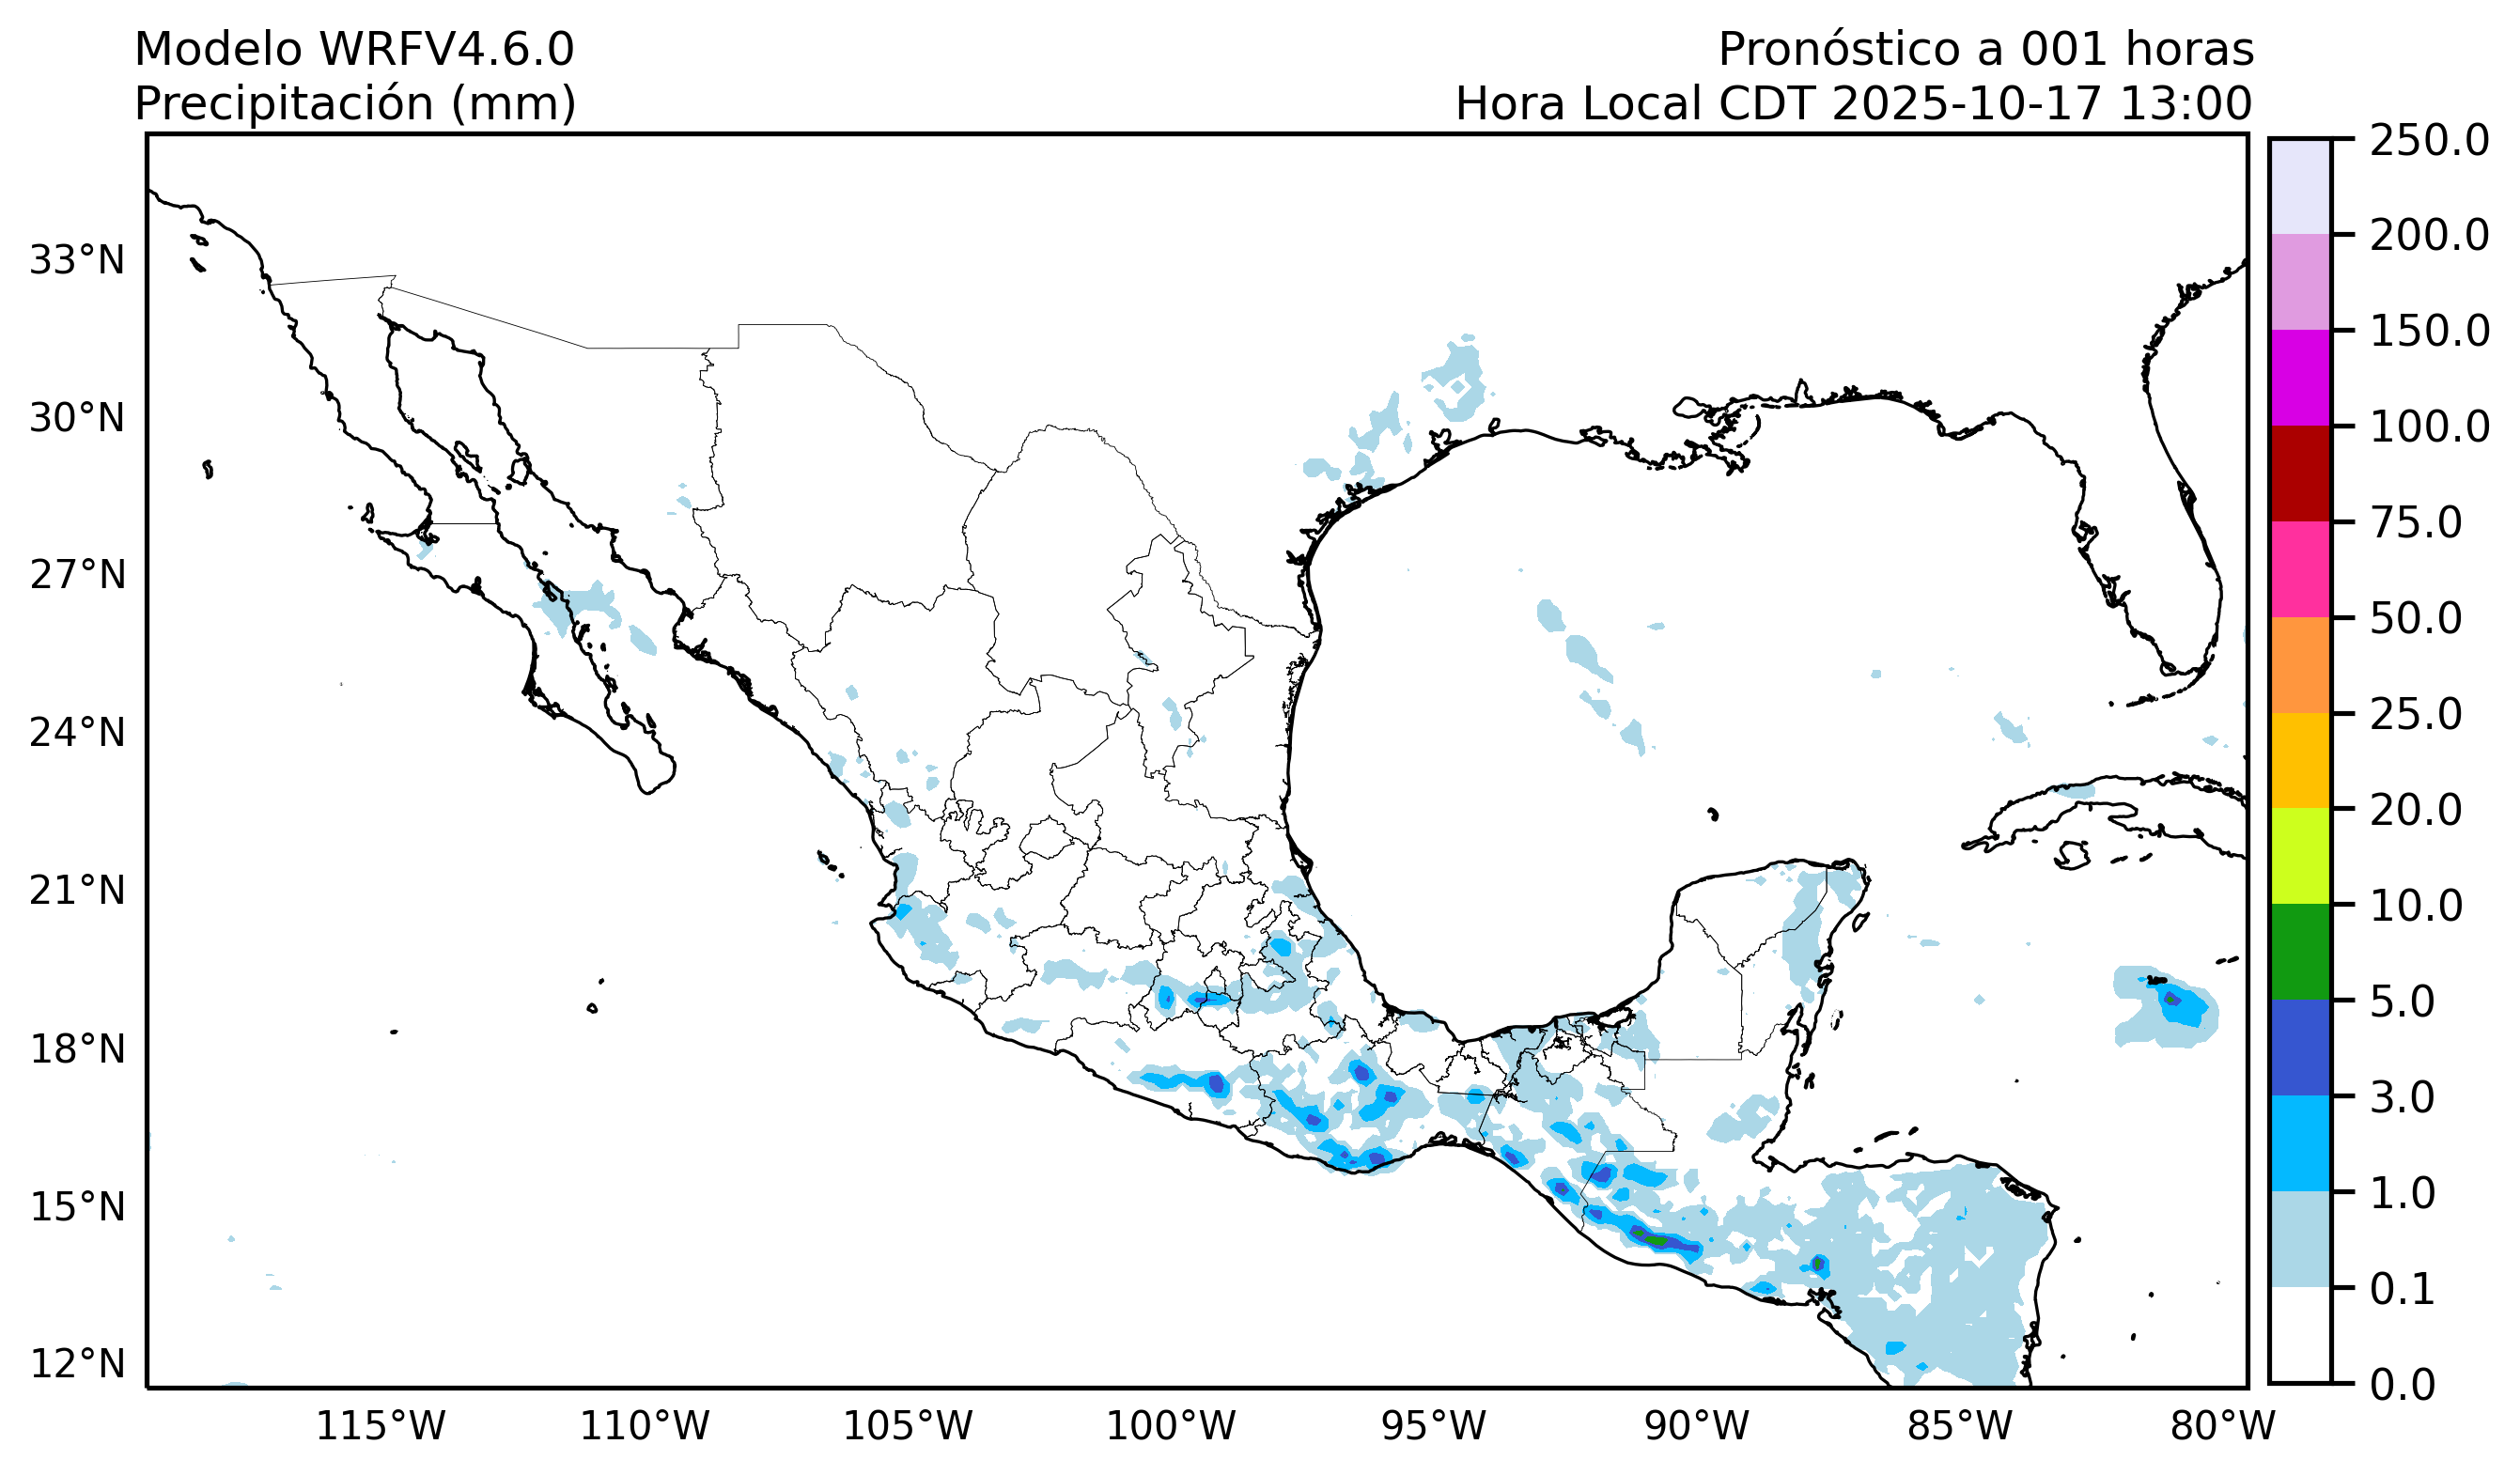 Modelo WRFV4.6.0
Precipitación (mm)
Pronóstico a 001 horas
Hora Local CDT 2025-10-17 13:00
33°N
30°N
27°N
24°N
21°N
18°N
15°N
12°N
115°W
110°W
105°W
100°W
95°W
90°W
85°W
80°W
250.0
200.0
150.0
100.0
75.0
50.0
25.0
20.0
10.0
5.0
3.0
1.0
0.1
0.0